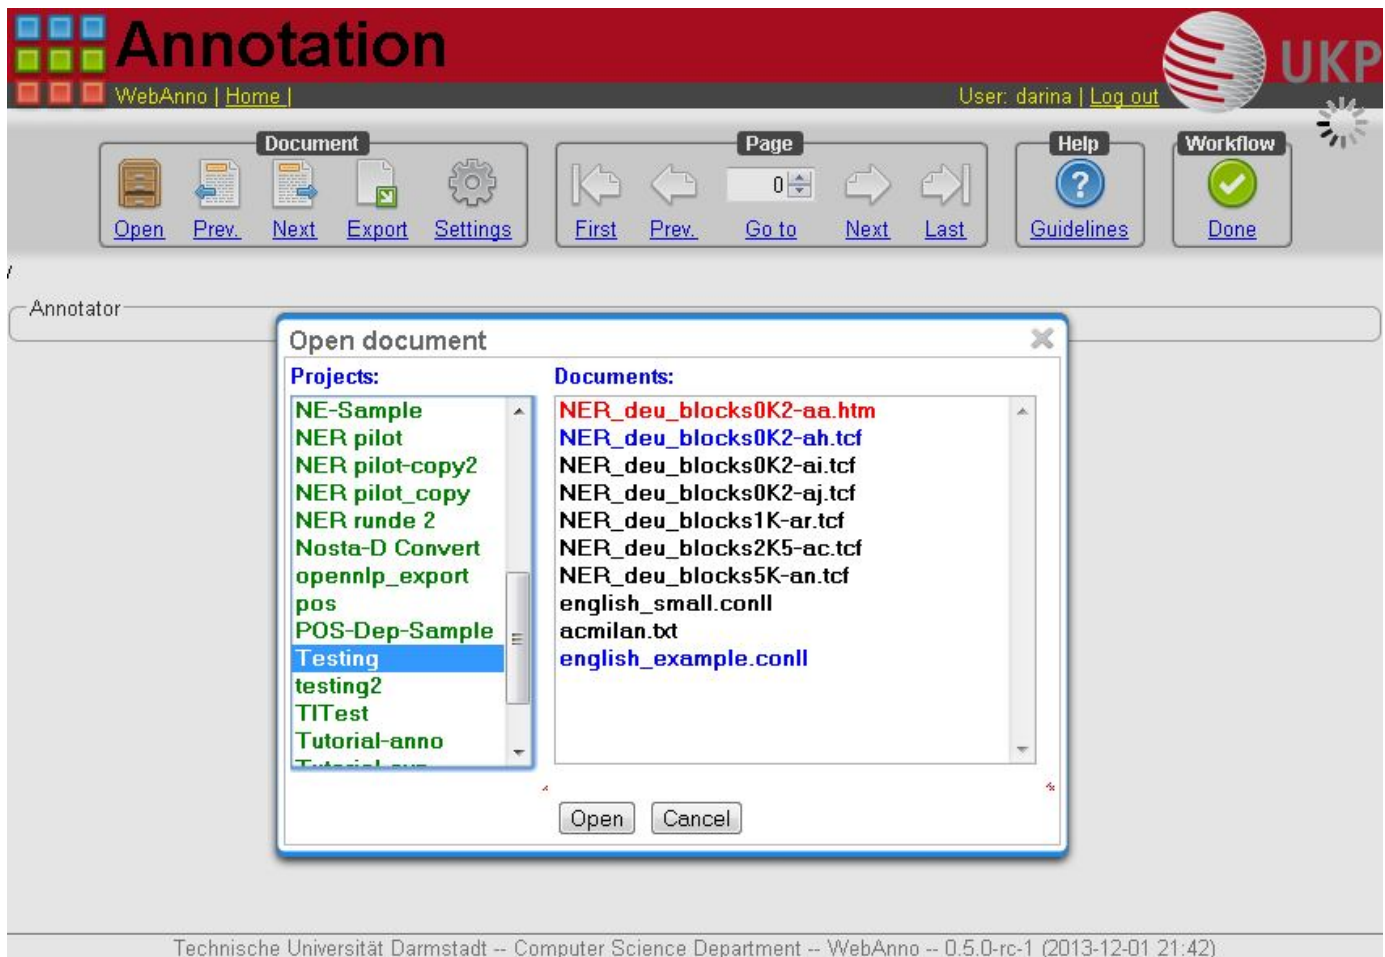 Annotation
UKP
WebAnno | Home |
User: darina | Log out
Document
Page
Help
Workflow
0
Open
Prev.
Next
Export
Settings
First
Prev.
Go to
Next
Last
Guidelines
Done
/
Annotator
Open document
Projects:
NE-Sample
NER pilot
NER pilot-copy2
NER pilot_copy
NER runde 2
Nosta-D Convert
opennlp_export
pos
POS-Dep-Sample
Testing
testing2
TITest
Tutorial-anno
Documents:
NER_deu_blocks0K2-aa.htm
NER_deu_blocks0K2-ah.tcf
NER_deu_blocks0K2-ai.tcf
NER_deu_blocks0K2-aj.tcf
NER_deu_blocks1K-ar.tcf
NER_deu_blocks2K5-ac.tcf
NER_deu_blocks5K-an.tcf
english_small.conll
acmilan.txt
english_example.conll
Open
Cancel
Technische Universität Darmstadt -- Computer Science Department -- WebAnno -- 0.5.0-rc-1 (2013-12-01 21:42)